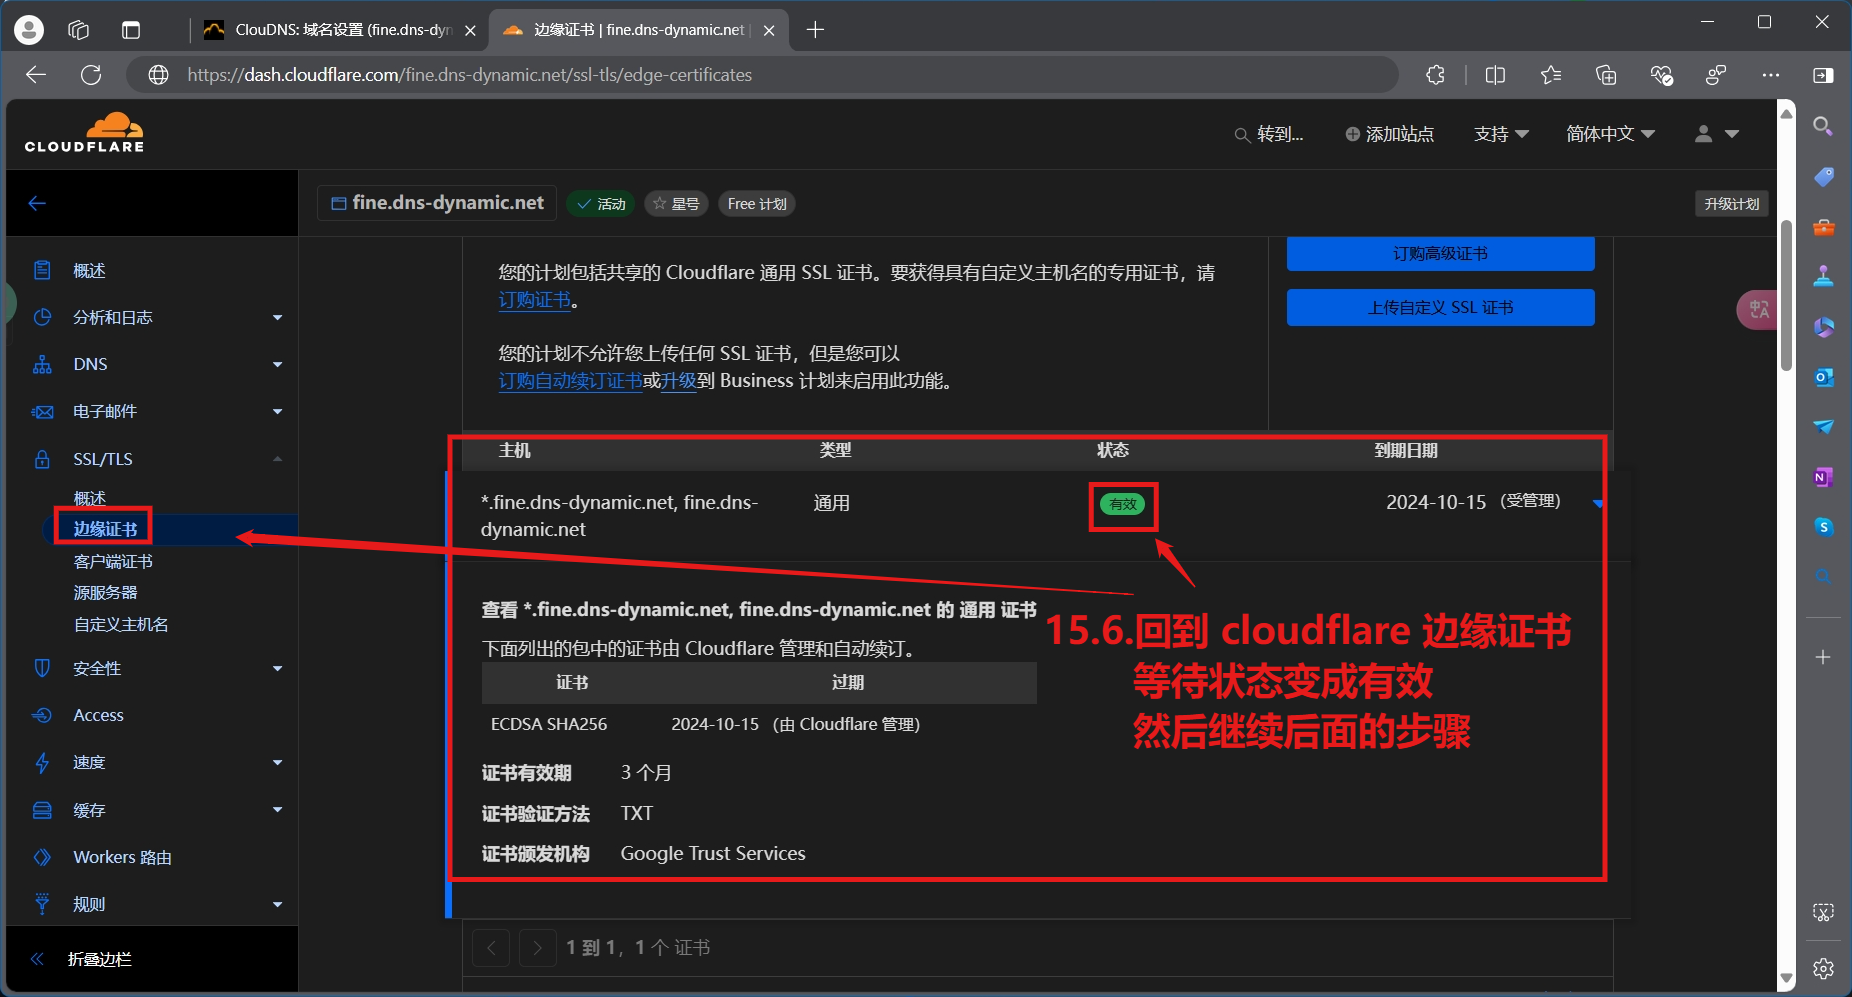 ClouDNS: 域名设置 (fine.dns-dyn
边缘证书 | fine.dns-dynamic.net |
https://dash.cloudflare.com/fine.dns-dynamic.net/ssl-tls/edge-certificates
CLOUDFLARE
转到...
添加站点
支持
简体中文
fine.dns-dynamic.net
活动
星号
Free 计划
升级计划
概述
分析和日志
DNS
电子邮件
SSL/TLS
概述
边缘证书
客户端证书
源服务器
自定义主机名
安全性
Access
速度
缓存
Workers 路由
规则
折叠边栏
您的计划包括共享的 Cloudflare 通用 SSL 证书。要获得具有自定义主机名的专用证书，请
订购证书。
您的计划不允许您上传任何 SSL 证书，但是您可以
订购自动续订证书或升级到 Business 计划来启用此功能。
订购高级证书
上传自定义 SSL 证书
主机 类型 状态 到期日期
*.fine.dns-dynamic.net, fine.dns- 通用 有效 2024-10-15 （受管理）
dynamic.net
查看 *.fine.dns-dynamic.net, fine.dns-dynamic.net 的 通用 证书
下面列出的包中的证书由 Cloudflare 管理和自动续订。
证书 过期
ECDSA SHA256 2024-10-15 （由 Cloudflare 管理）
证书有效期 3 个月
证书验证方法 TXT
证书颁发机构 Google Trust Services
15.6.回到 cloudflare 边缘证书
等待状态变成有效
然后继续后面的步骤
1 到 1，1 个 证书